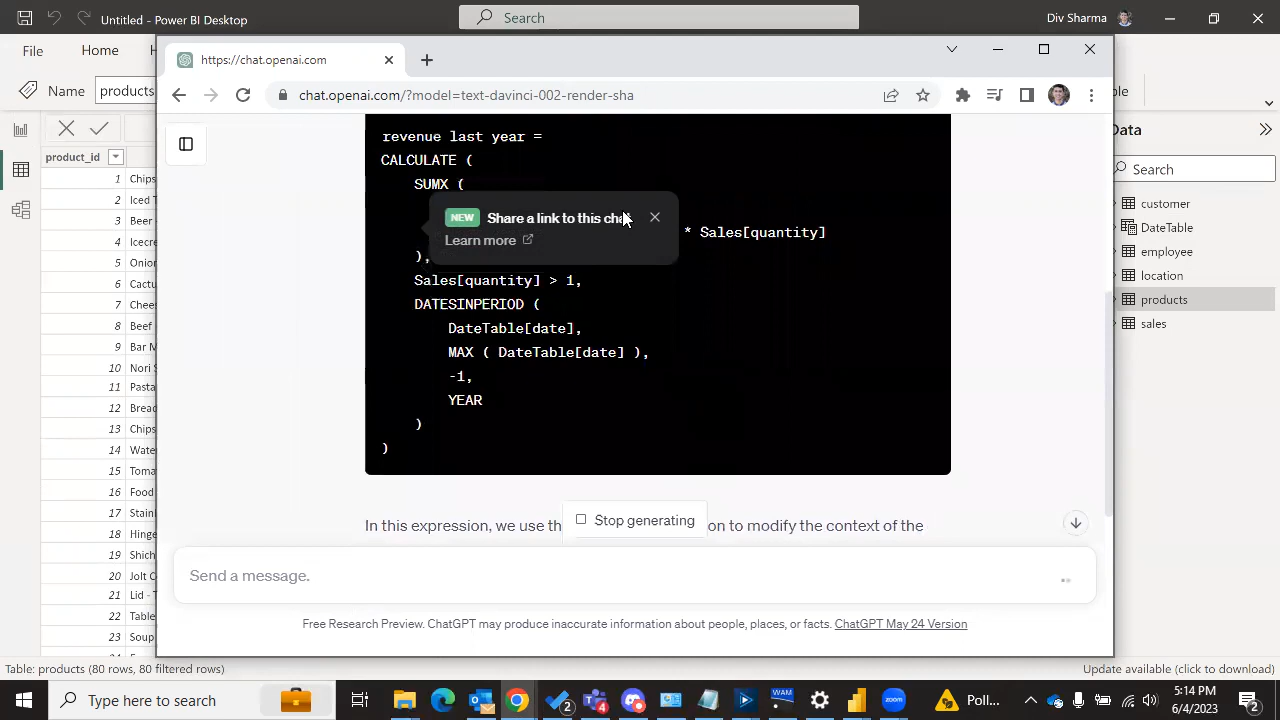 Untitled - Power BI Desktop
Search
Div Sharma
File
Home
https://chat.openai.com
Name
products
chat.openai.com/?model=text-davinci-002-render-sha
Data
Search
revenue last year =
CALCULATE (
SUMX (
NEW Share a link to this
Learn more
* Sales[quantity]
),
Sales[quantity] > 1,
DATESINPERIOD (
DateTable[date],
MAX ( DateTable[date] ),
-1,
YEAR
)
)
In this expression, we use
Stop generating
on to modify the context of the
Send a message.
Free Research Preview. ChatGPT may produce inaccurate information about people, places, or facts. ChatGPT May 24 Version
product_id
1 Chips
2 Iced T
3 Beer -
4 Icecre
5 Onion
6 Cactu
7 Chees
8 Beef
9 Bar M
10 Nori S
11 Pasta
12 Bread
13 Chips
14 Wate
15 Toma
16 Food
17 Stainl
18 Hinge
19 Shich
20 Jolt C
21 Lid - T
22 Table
23 Soup
customer
DateTable
employee
location
products
sales
Table: products (80 rows, 80 filtered rows)
Update available (click to download)
Type here to search
2
4
WAM
zoom
Poll...
5:14 PM
6/4/2023
2